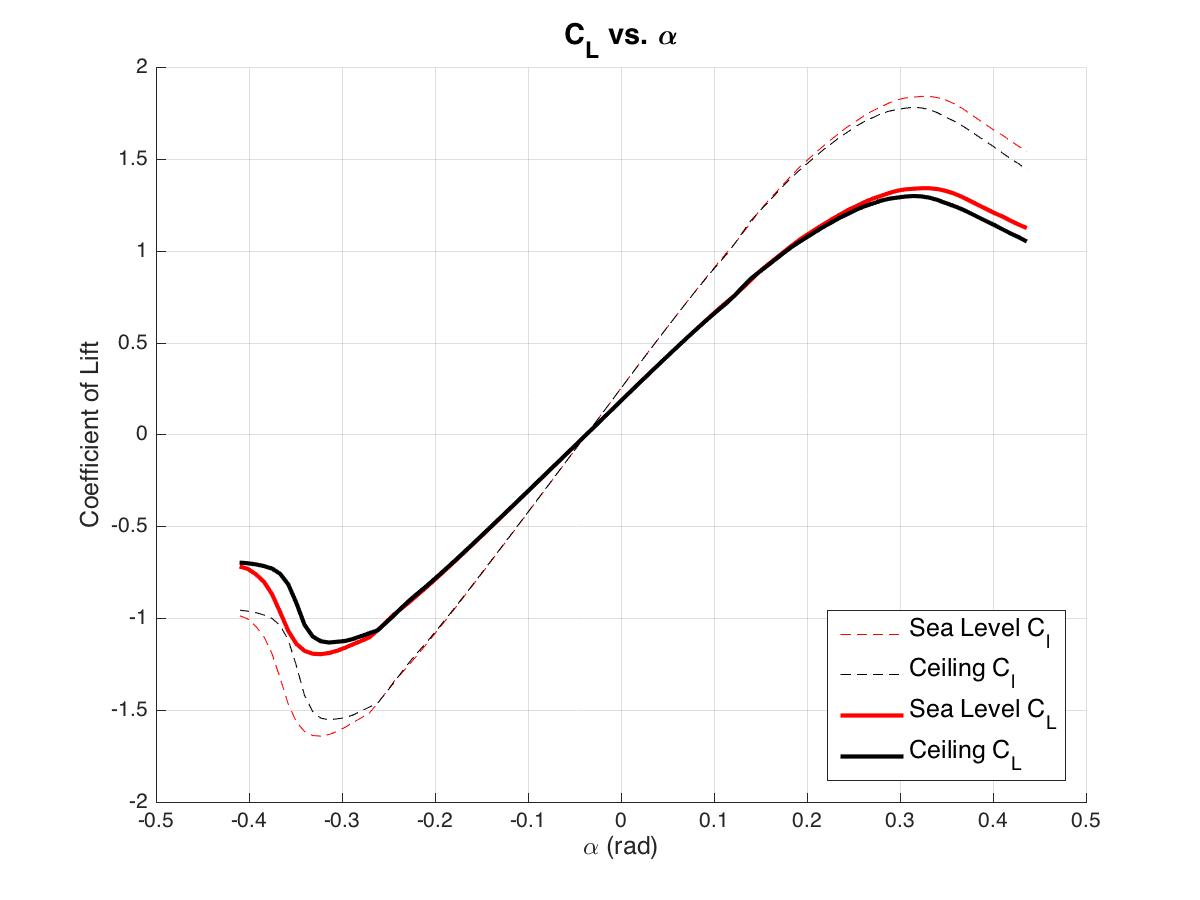 C_L vs. α
Coefficient of Lift
2
1.5
1
0.5
0
-0.5
-1
-1.5
-2
-0.5 -0.4 -0.3 -0.2 -0.1 0 0.1 0.2 0.3 0.4 0.5
α (rad)
Sea Level C_l
Ceiling C_l
Sea Level C_L
Ceiling C_L